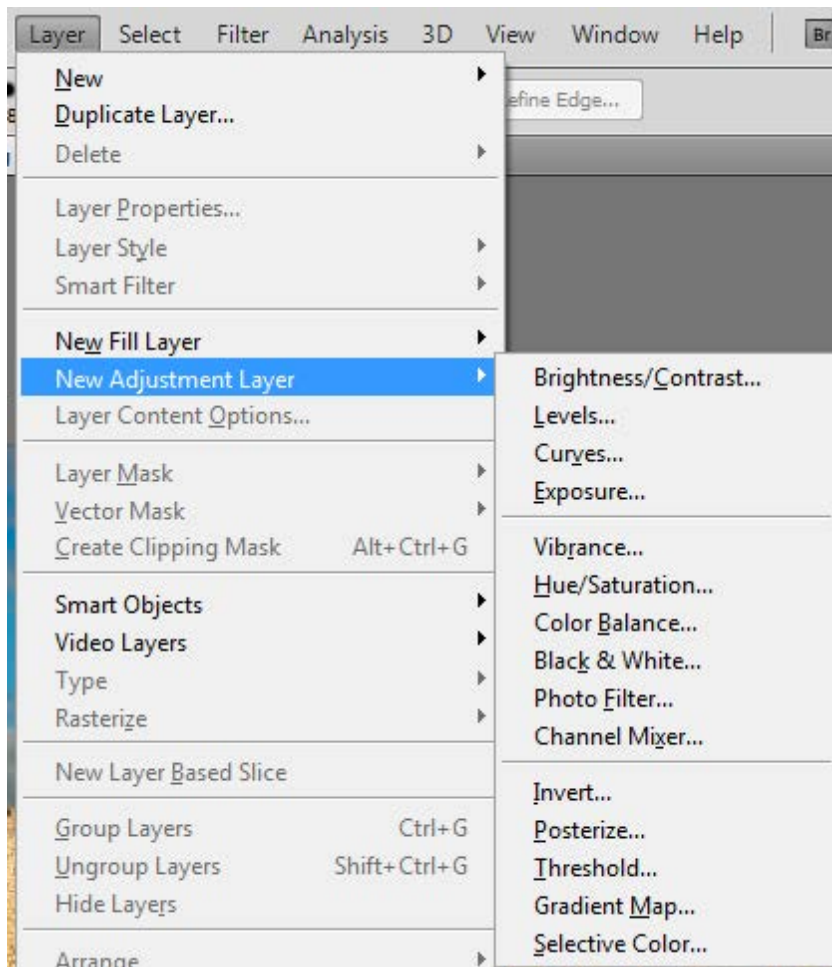 Layer Select Filter Analysis 3D View Window Help Br
New
efine Edge...
Duplicate Layer...
Delete
Layer Properties...
Layer Style
Smart Filter
New Fill Layer
New Adjustment Layer
Layer Content Options...
Layer Mask
Vector Mask
Create Clipping Mask Alt+Ctrl+G
Smart Objects
Video Layers
Type
Rasterize
New Layer Based Slice
Group Layers Ctrl+G
Ungroup Layers Shift+Ctrl+G
Hide Layers
Arrange
Brightness/Contrast...
Levels...
Curves...
Exposure...
Vibrance...
Hue/Saturation...
Color Balance...
Black & White...
Photo Filter...
Channel Mixer...
Invert...
Posterize...
Threshold...
Gradient Map...
Selective Color...